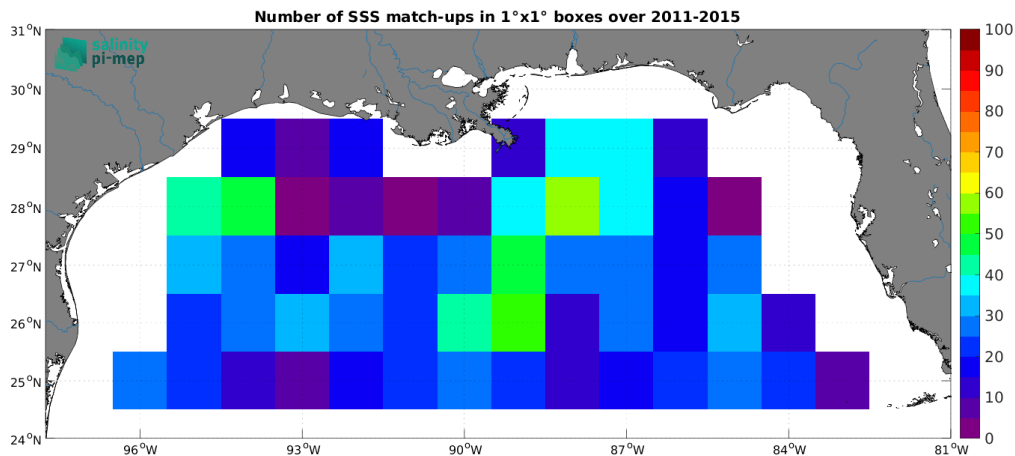 Number of SSS match-ups in 1°x1° boxes over 2011-2015
salinity
pi-mep
31°N
30°N
29°N
28°N
27°N
26°N
25°N
24°N
96°W
93°W
90°W
87°W
84°W
81°W
100
90
80
70
60
50
40
30
20
10
0